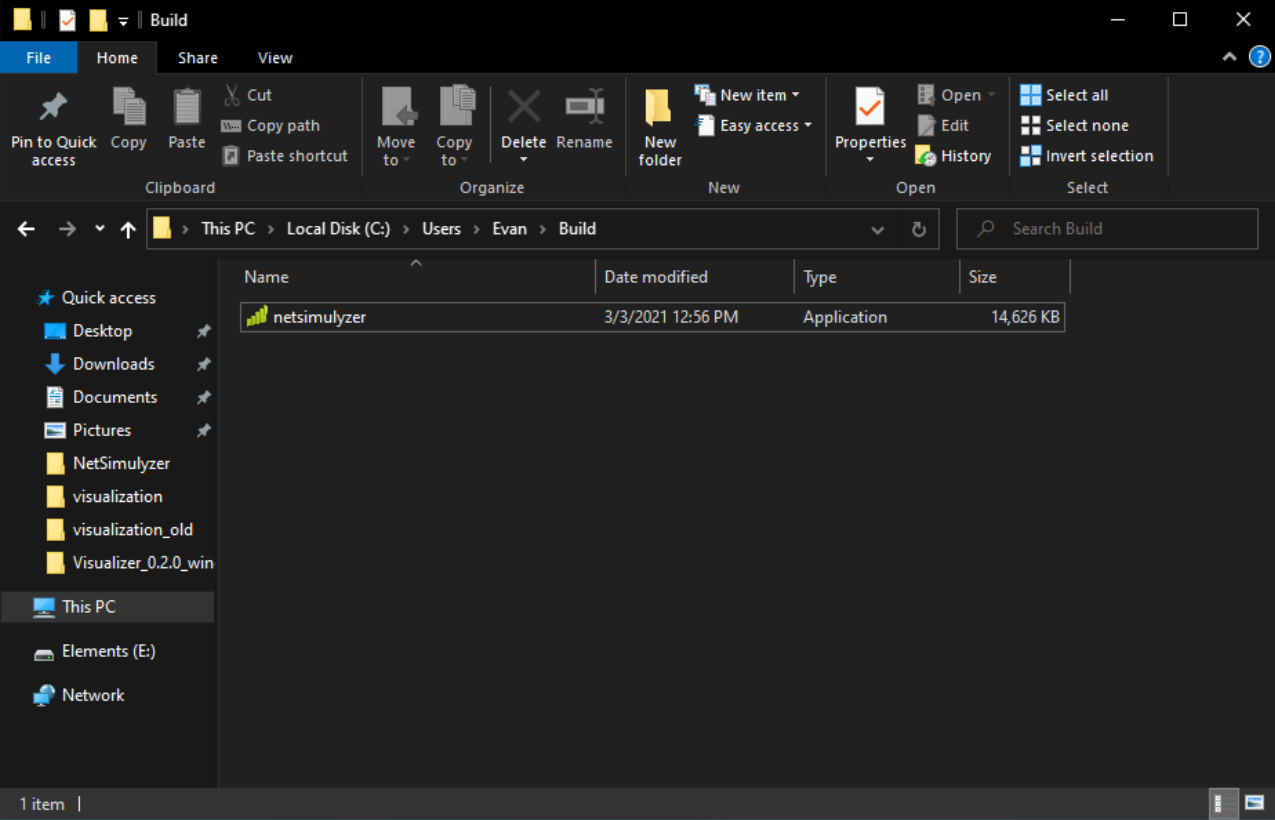 Build
File Home Share View
Pin to Quick access
Copy
Paste
Cut
Copy path
Paste shortcut
Clipboard
Move to
Copy to
Delete
Rename
Organize
New folder
New item
Easy access
New
Properties
Open
Edit
History
Open
Select all
Select none
Invert selection
Select
This PC > Local Disk (C:) > Users > Evan > Build
Search Build
Name Date modified Type Size
netsimulyzer 3/3/2021 12:56 PM Application 14,626 KB
Quick access
Desktop
Downloads
Documents
Pictures
NetSimulyzer
visualization
visualization_old
Visualizer_0.2.0_win
This PC
Elements (E:)
Network
1 item